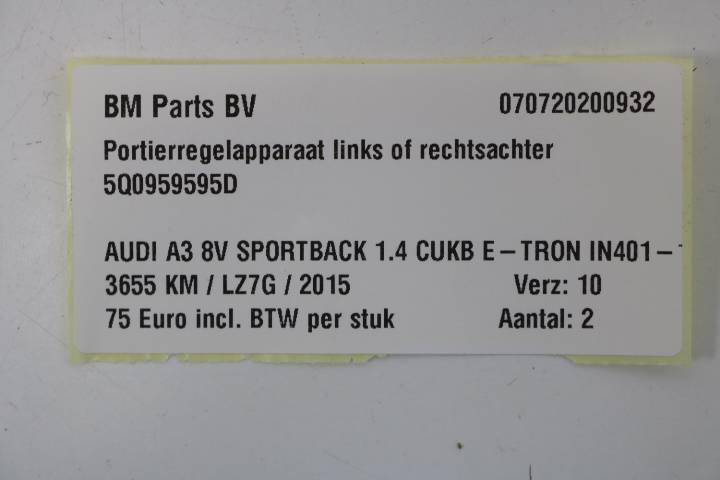 BM Parts BV 070720200932
Portierregelapparaat links of rechtsachter
5Q0959595D
AUDI A3 8V SPORTBACK 1.4 CUKB E-TRON IN401-
3655 KM / LZ7G / 2015 Verz: 10
75 Euro incl. BTW per stuk Aantal: 2